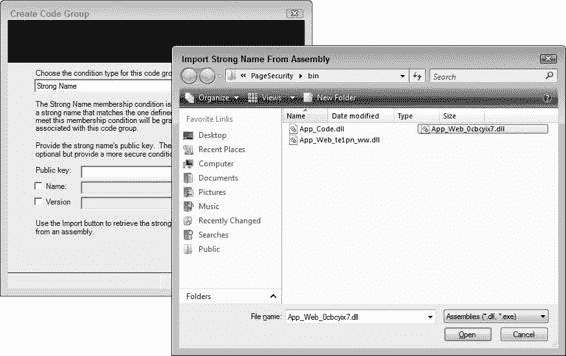 Create Code Group
Choose the condition type for this code grou
Strong Name
The Strong Name membership condition is
a strong name that matches the one define
meet this membership condition will be gra
associated with this code group.
Provide the strong name's public key. The
optional but provide a more secure conditio
Public key:
Name:
Version
Use the Import button to retrieve the strong
from an assembly.
Import Strong Name From Assembly
PageSecurity
bin
Search
Organize
Views
New Folder
Favorite Links
Desktop
Recent Places
Computer
Documents
Pictures
Music
Recently Changed
Searches
Public
Folders
Name Date modified Type Size
App_Code.dll
App_Web_te1pn_ww.dll
App_Web_0cbcyix7.dll
File name: App_Web_0cbcyix7.dll
Assemblies (*.dll, *.exe)
Open
Cancel